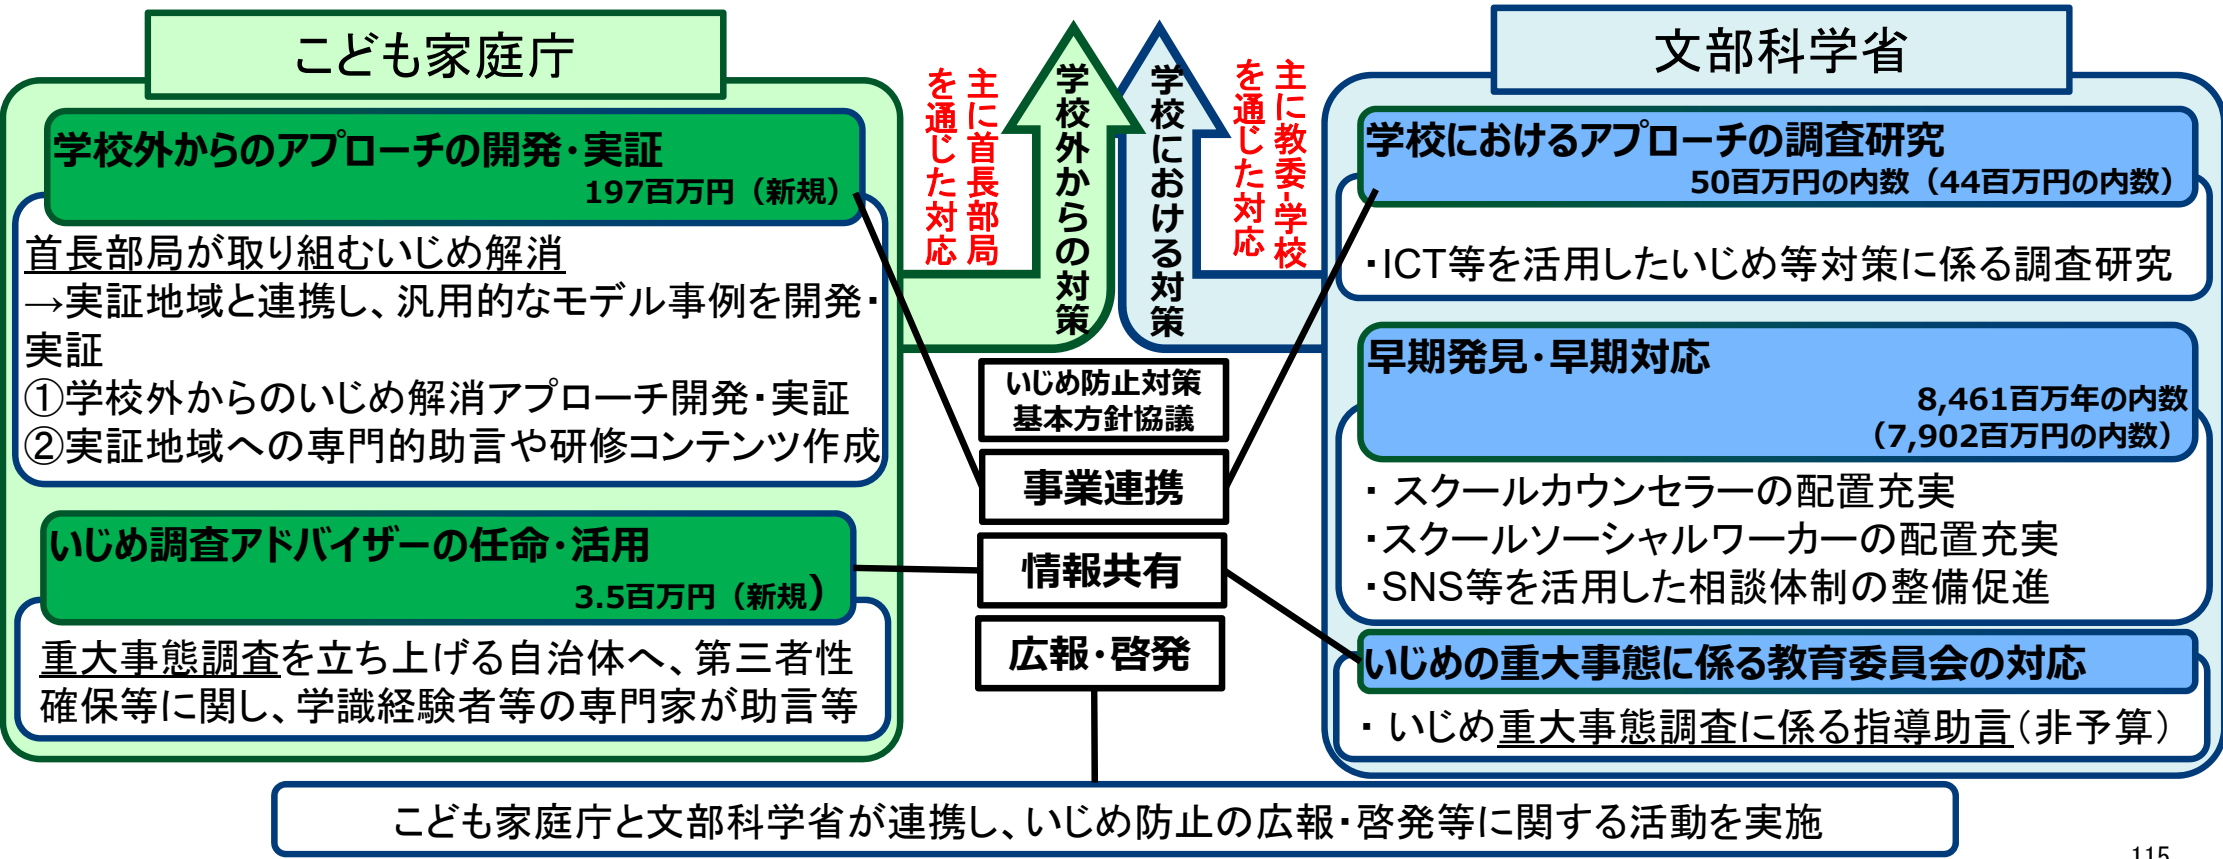 こども家庭庁
学校外からのアプローチの開発・実証
197百万円（新規）
首長部局が取り組むいじめ解消
→実証地域と連携し、汎用的なモデル事例を開発・
実証
①学校外からのいじめ解消アプローチ開発・実証
②実証地域への専門的助言や研修コンテンツ作成
いじめ調査アドバイザーの任命・活用
3.5百万円（新規）
重大事態調査を立ち上げる自治体へ、第三者性
確保等に関し、学識経験者等の専門家が助言等
主に首長部局
を通じた対応
学校外からの対策
学校における対策
主に教委・学校
を通じた対応
いじめ防止対策
基本方針協議
事業連携
情報共有
広報・啓発
文部科学省
学校におけるアプローチの調査研究
50百万円の内数（44百万円の内数）
・ICT等を活用したいじめ等対策に係る調査研究
早期発見・早期対応
8,461百万年の内数
（7,902百万円の内数）
・ スクールカウンセラーの配置充実
・スクールソーシャルワーカーの配置充実
・SNS等を活用した相談体制の整備促進
いじめの重大事態に係る教育委員会の対応
・ いじめ重大事態調査に係る指導助言（非予算）
こども家庭庁と文部科学省が連携し、いじめ防止の広報・啓発等に関する活動を実施
115